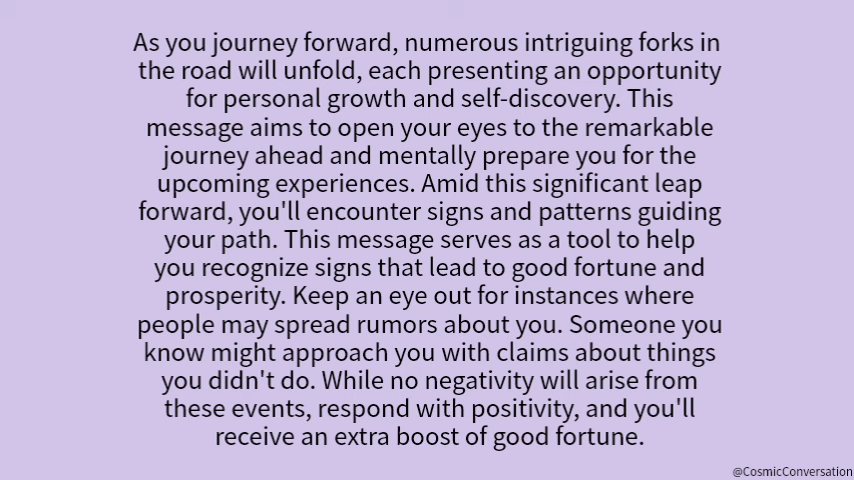 As you journey forward, numerous intriguing forks in
the road will unfold, each presenting an opportunity
for personal growth and self-discovery. This
message aims to open your eyes to the remarkable
journey ahead and mentally prepare you for the
upcoming experiences. Amid this significant leap
forward, you'll encounter signs and patterns guiding
your path. This message serves as a tool to help
you recognize signs that lead to good fortune and
prosperity. Keep an eye out for instances where
people may spread rumors about you. Someone you
know might approach you with claims about things
you didn't do. While no negativity will arise from
these events, respond with positivity, and you'll
receive an extra boost of good fortune.
@CosmicConversation